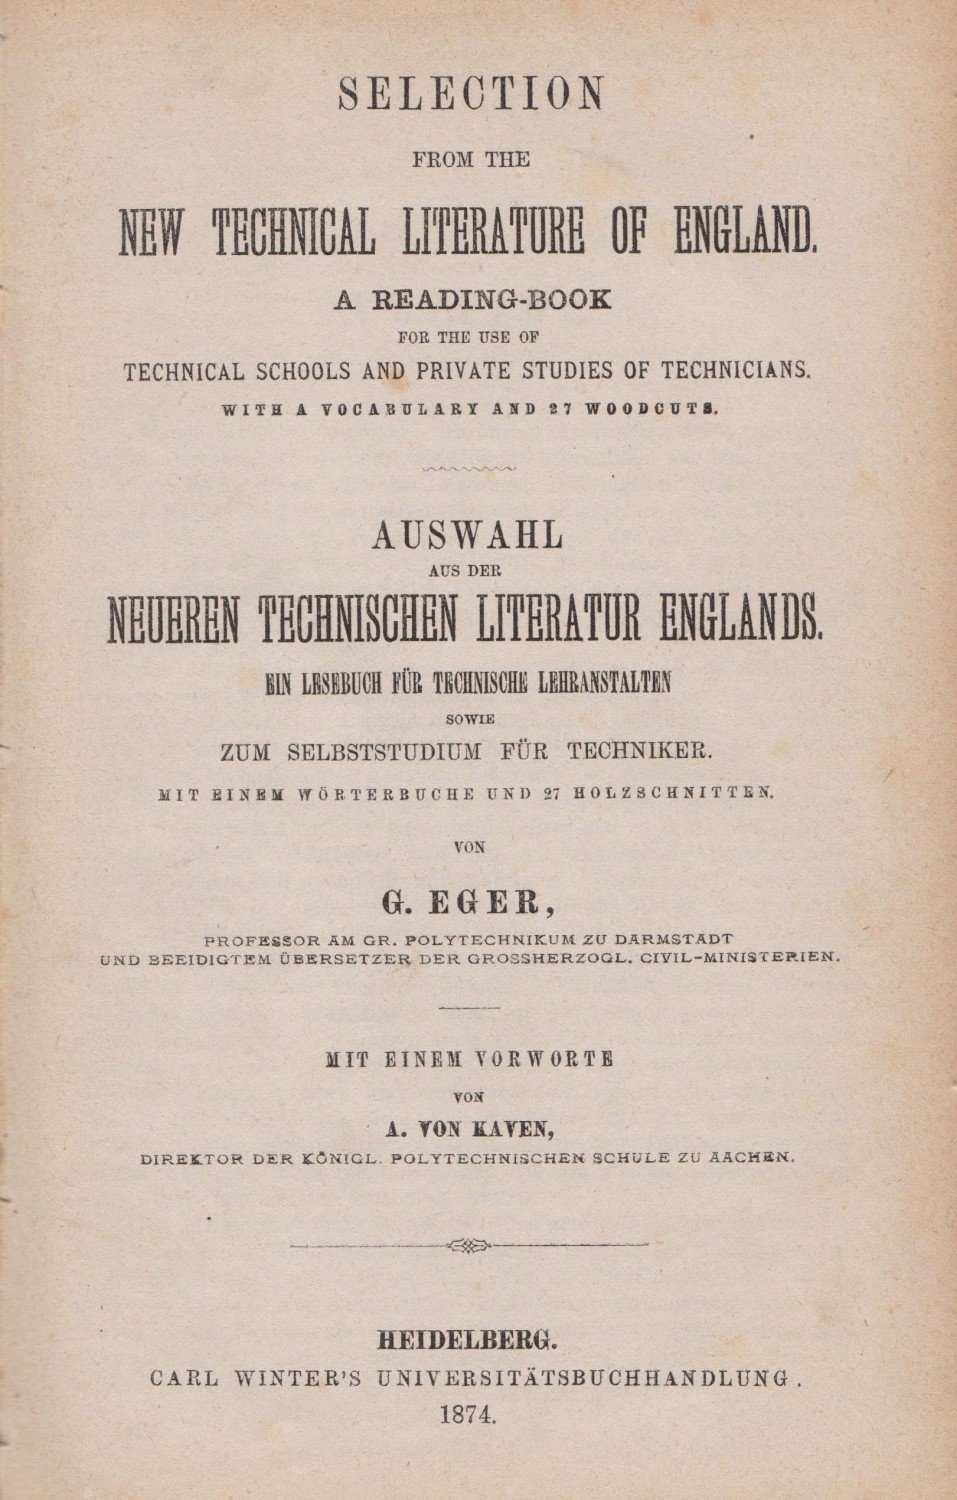 SELECTION
FROM THE
NEW TECHNICAL LITERATURE OF ENGLAND.
A READING-BOOK
FOR THE USE OF
TECHNICAL SCHOOLS AND PRIVATE STUDIES OF TECHNICIANS.
WITH A VOCABULARY AND 27 WOODCUTS.
AUSWAHL
AUS DER
NEUEREN TECHNISCHEN LITERATUR ENGLANDS.
EIN LESEBUCH FÜR TECHNISCHE LEHRANSTALTEN
SOWIE
ZUM SELBSTSTUDIUM FÜR TECHNIKER.
MIT EINEM WÖRTERBUCHE UND 27 HOLZSCHNITTEN.
VON
G. EGER,
PROFESSOR AM GR. POLYTECHNIKUM ZU DARMSTADT
UND BEEIDIGTEM ÜBERSETZER DER GROSSHERZOGL. CIVIL-MINISTERIEN.
MIT EINEM VORWORTE
VON
A. VON KAVEN,
DIREKTOR DER KÖNIGL. POLYTECHNISCHEN SCHULE ZU AACHEN.
HEIDELBERG.
CARL WINTER'S UNIVERSITÄTSBUCHHANDLUNG.
1874.